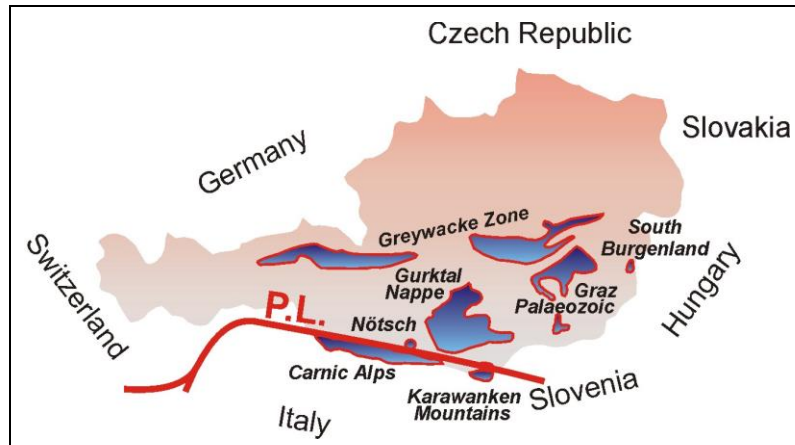 Czech Republic
Slovakia
Germany
Greywacke Zone
South
Burgenland
Switzerland
Gurktal
Nappe
Graz
Palaeozoic
Hungary
P.L.
Nötsch
Carnic Alps
Karawanken
Mountains
Slovenia
Italy